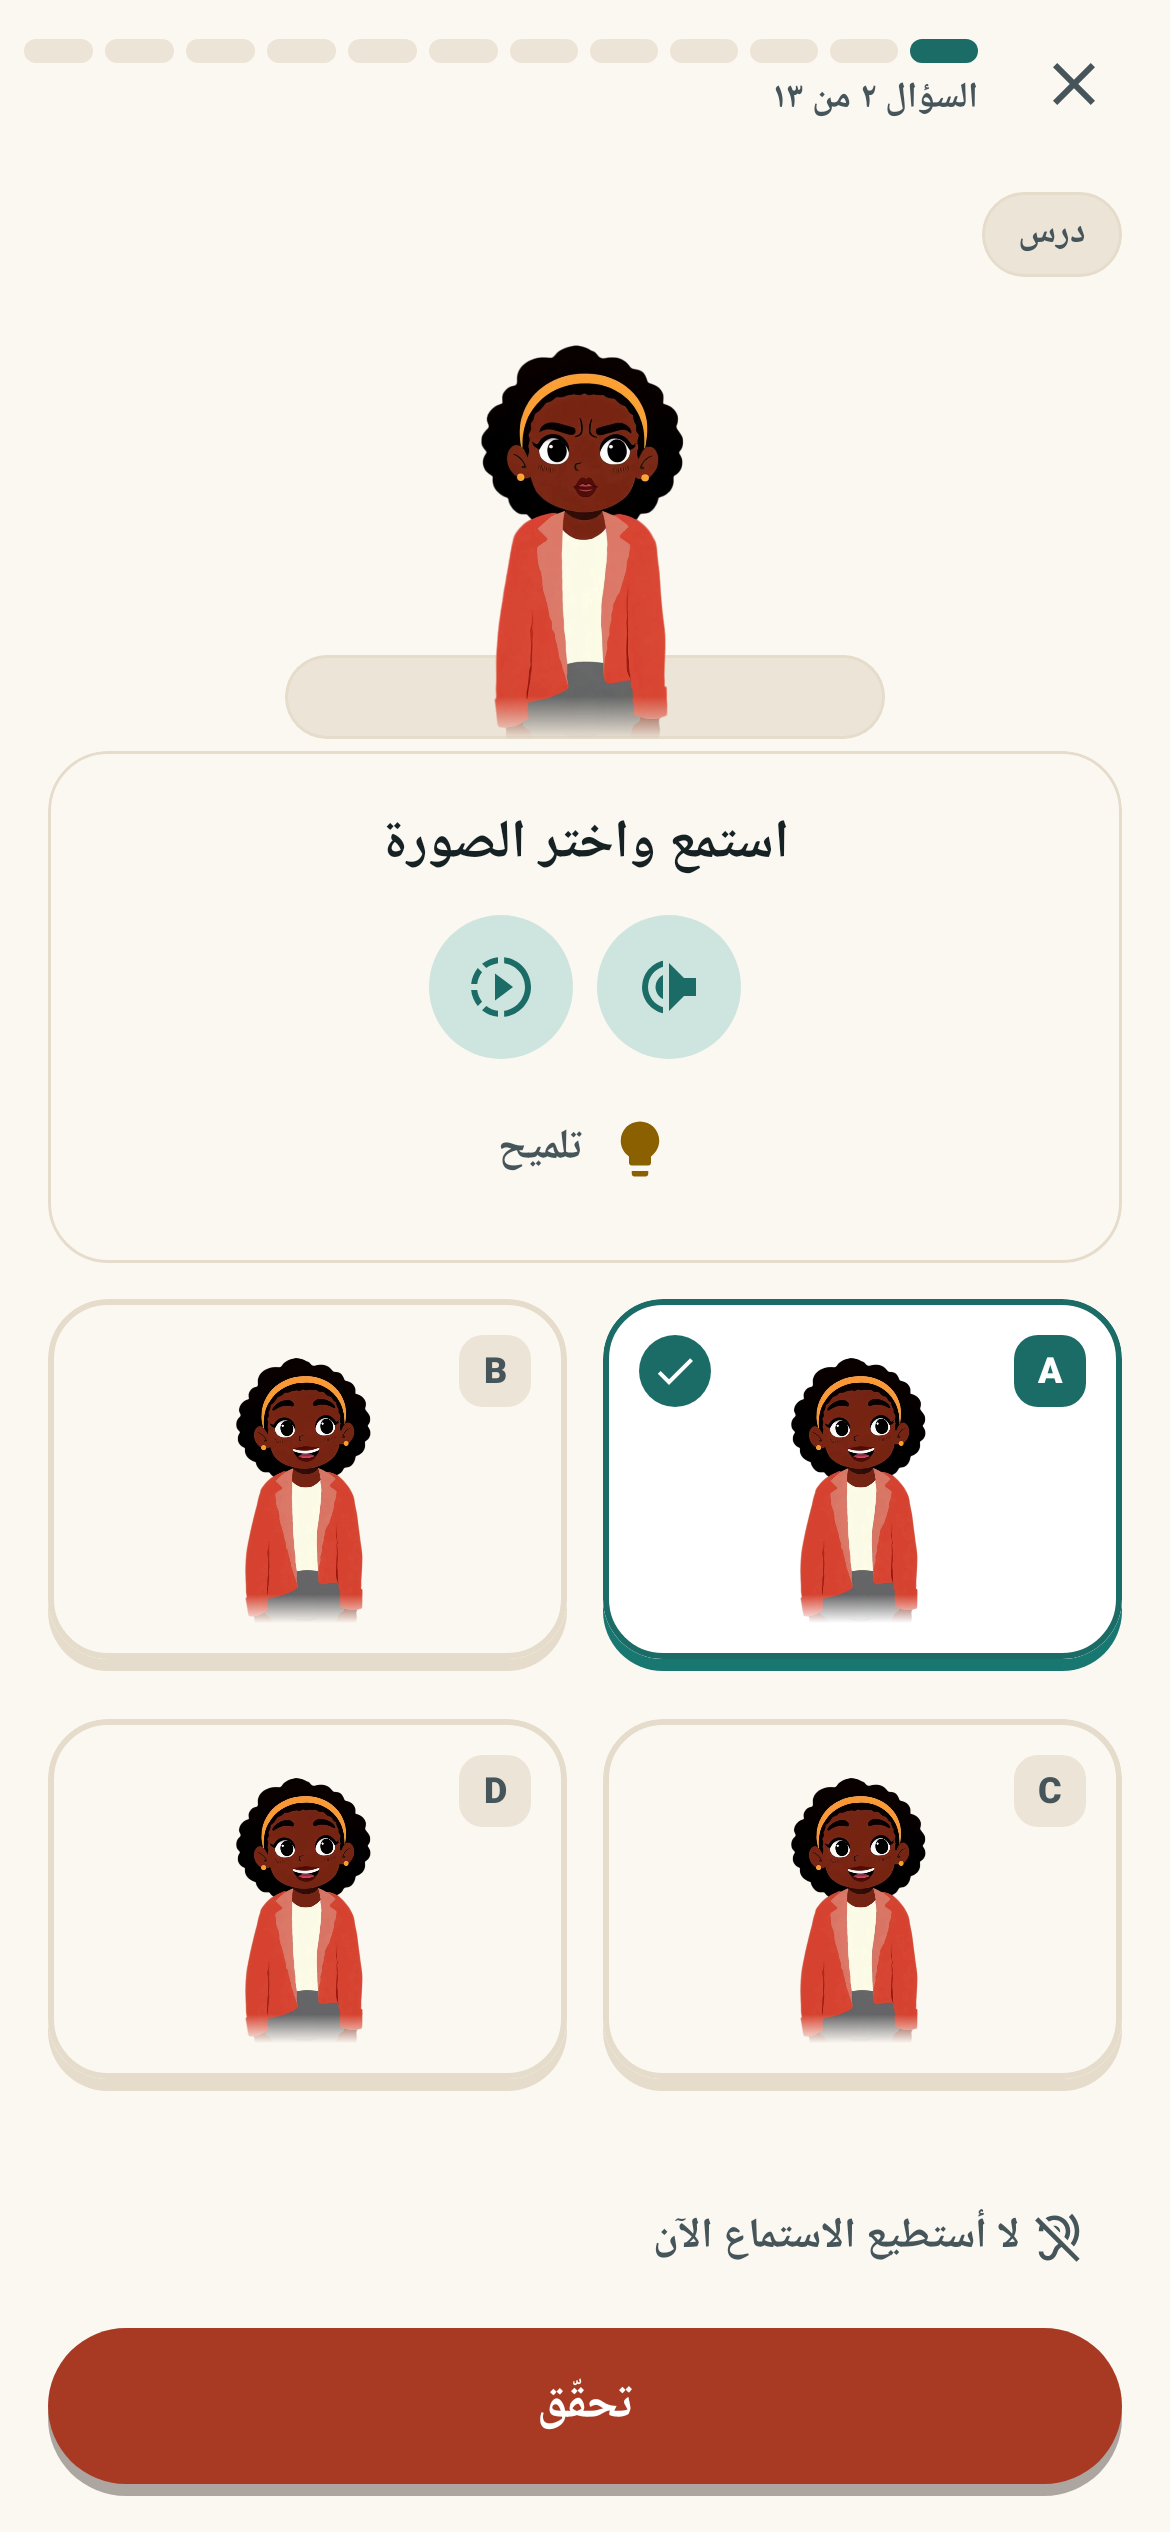 السؤال ٢ من ١٣
درس
استمع واختر الصورة
تلميح
A
B
C
D
لا أستطيع الاستماع الآن
تحقّق